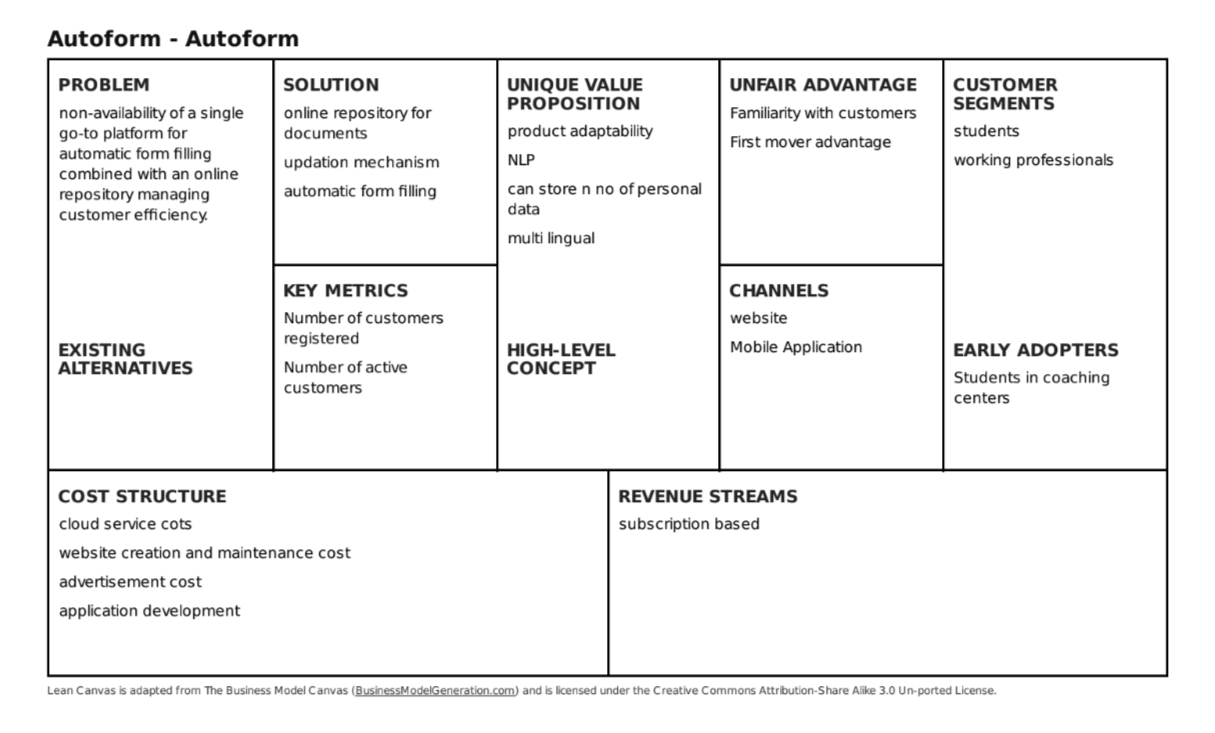 Autoform - Autoform
PROBLEM
non-availability of a single
go-to platform for
automatic form filling
combined with an online
repository managing
customer efficiency.
EXISTING
ALTERNATIVES
SOLUTION
online repository for
documents
updation mechanism
automatic form filling
KEY METRICS
Number of customers
registered
Number of active
customers
UNIQUE VALUE
PROPOSITION
product adaptability
NLP
can store n no of personal
data
multi lingual
HIGH-LEVEL
CONCEPT
UNFAIR ADVANTAGE
Familiarity with customers
First mover advantage
CHANNELS
website
Mobile Application
CUSTOMER
SEGMENTS
students
working professionals
EARLY ADOPTERS
Students in coaching
centers
COST STRUCTURE
cloud service cots
website creation and maintenance cost
advertisement cost
application development
REVENUE STREAMS
subscription based
Lean Canvas is adapted from The Business Model Canvas (BusinessModelGeneration.com) and is licensed under the Creative Commons Attribution-Share Alike 3.0 Un-ported License.